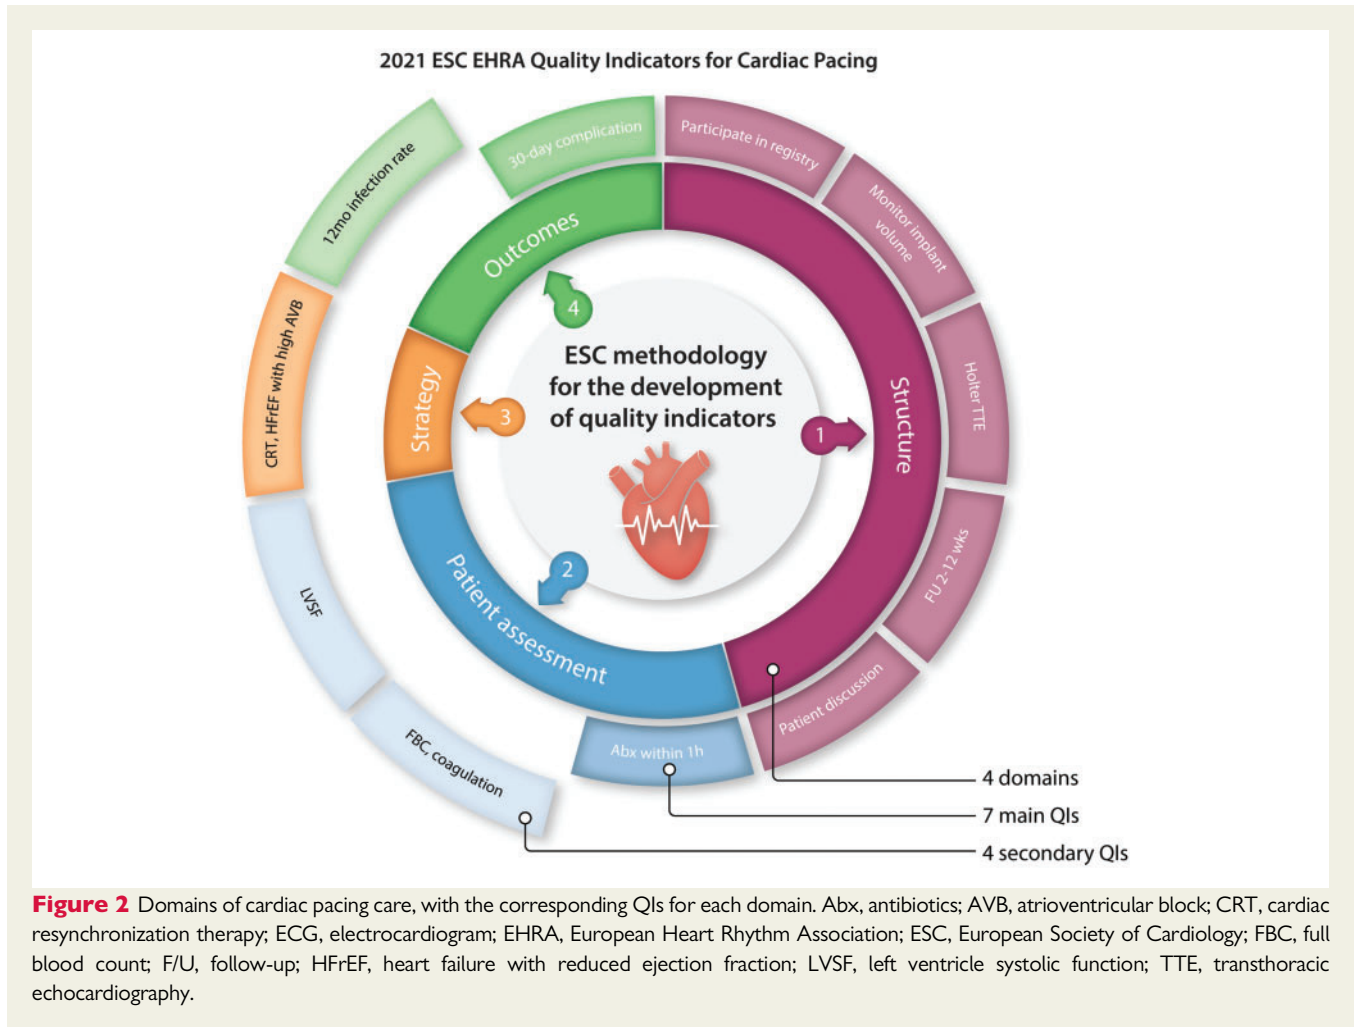 2021 ESC EHRA Quality Indicators for Cardiac Pacing
30-day complication
Participate in registry
Monitor implant
volume
Holter TTE
FU 2-12 wks
Patient discussion
Abx within 1h
FBC, coagulation
LVSF
CRT, HFrEF with high AVB
12mo infection rate
Outcomes
Structure
Patient assessment
Strategy
4
3
2
1
ESC methodology
for the development
of quality indicators
4 domains
7 main QIs
4 secondary QIs
Figure 2 Domains of cardiac pacing care, with the corresponding QIs for each domain. Abx, antibiotics; AVB, atrioventricular block; CRT, cardiac
resynchronization therapy; ECG, electrocardiogram; EHRA, European Heart Rhythm Association; ESC, European Society of Cardiology; FBC, full
blood count; F/U, follow-up; HFrEF, heart failure with reduced ejection fraction; LVSF, left ventricle systolic function; TTE, transthoracic
echocardiography.